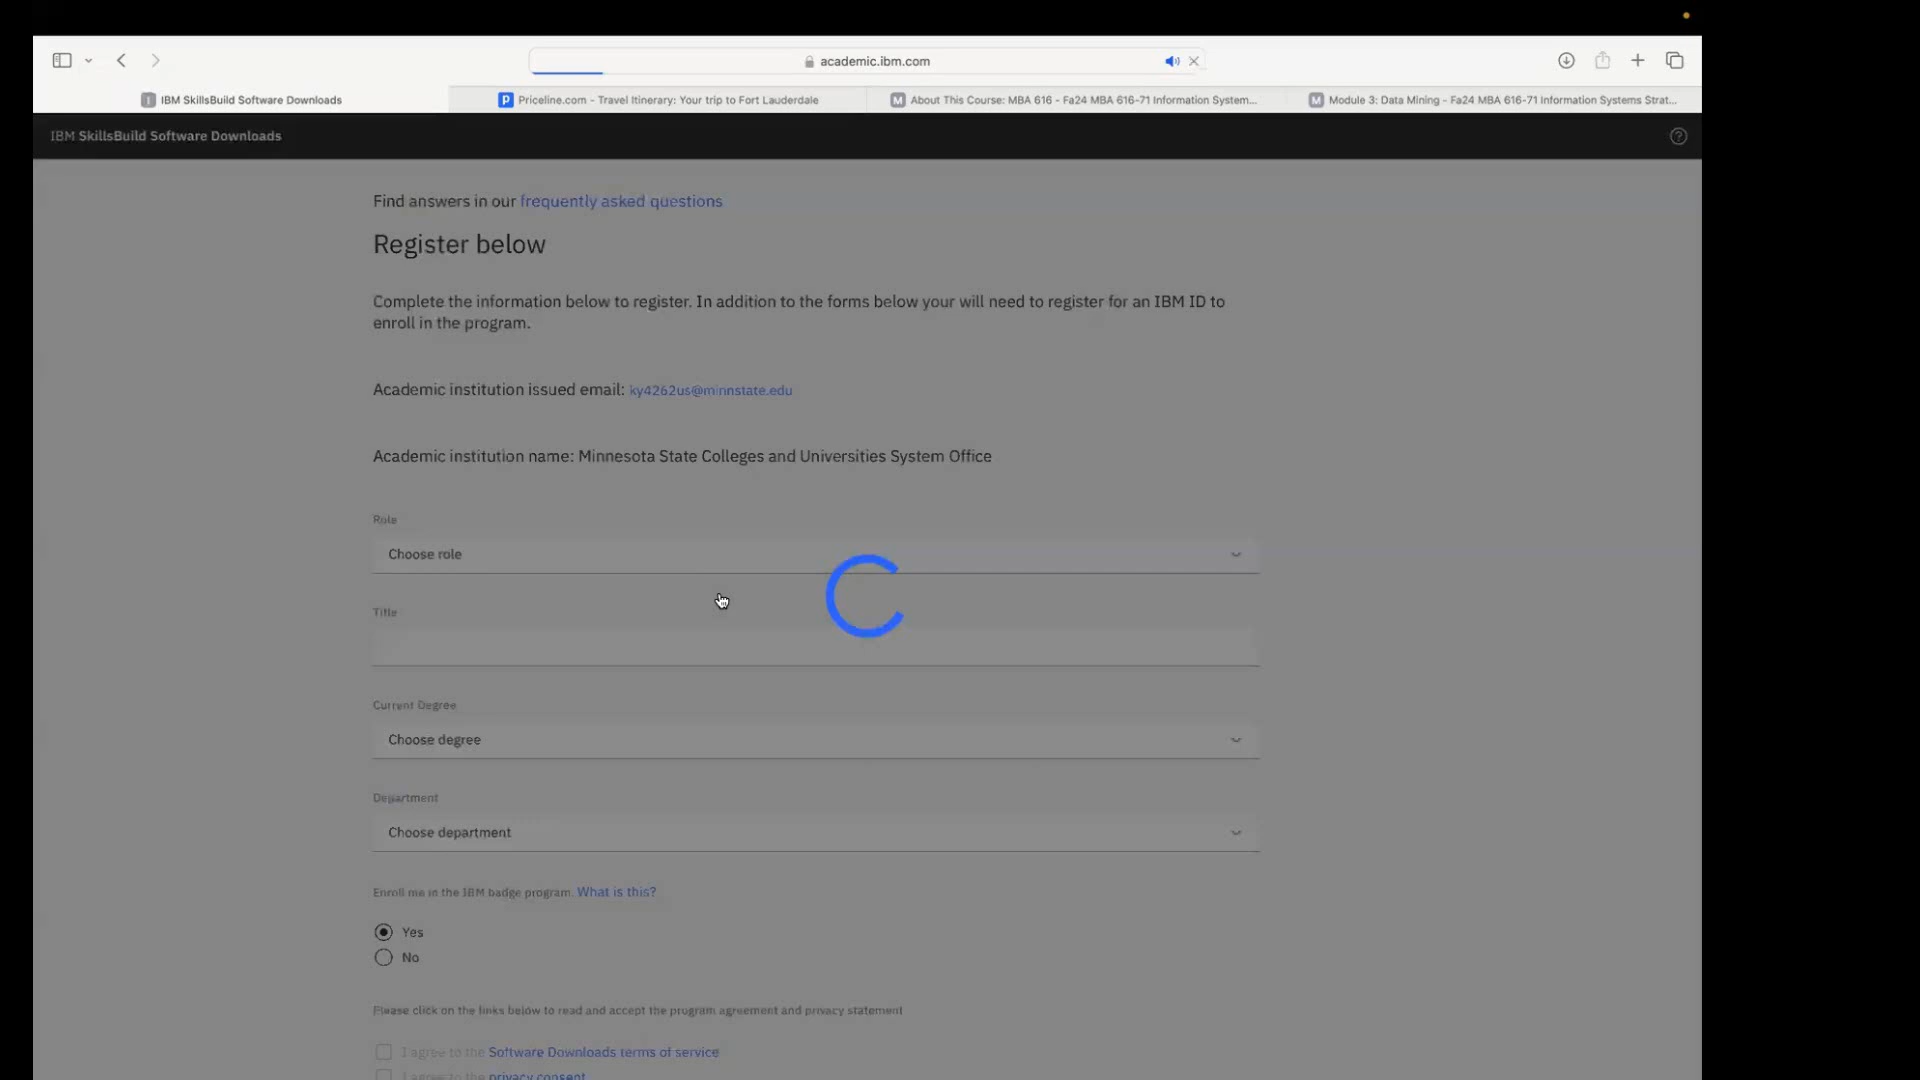 academic.ibm.com
IBM SkillsBuild Software Downloads
Priceline.com - Travel Itinerary: Your trip to Fort Lauderdale
About This Course: MBA 616 - Fa24 MBA 616-71 Information System...
Module 3: Data Mining - Fa24 MBA 616-71 Information Systems Strat...
IBM SkillsBuild Software Downloads
Find answers in our frequently asked questions
Register below
Complete the information below to register. In addition to the forms below your will need to register for an IBM ID to
enroll in the program.
Academic institution issued email: ky4262us@minnstate.edu
Academic institution name: Minnesota State Colleges and Universities System Office
Role
Choose role
Title
Current Degree
Choose degree
Department
Choose department
Enroll me in the IBM badge program. What is this?
Yes
No
Please click on the links below to read and accept the program agreement and privacy statement
I agree to the Software Downloads terms of service
I agree to the privacy consent